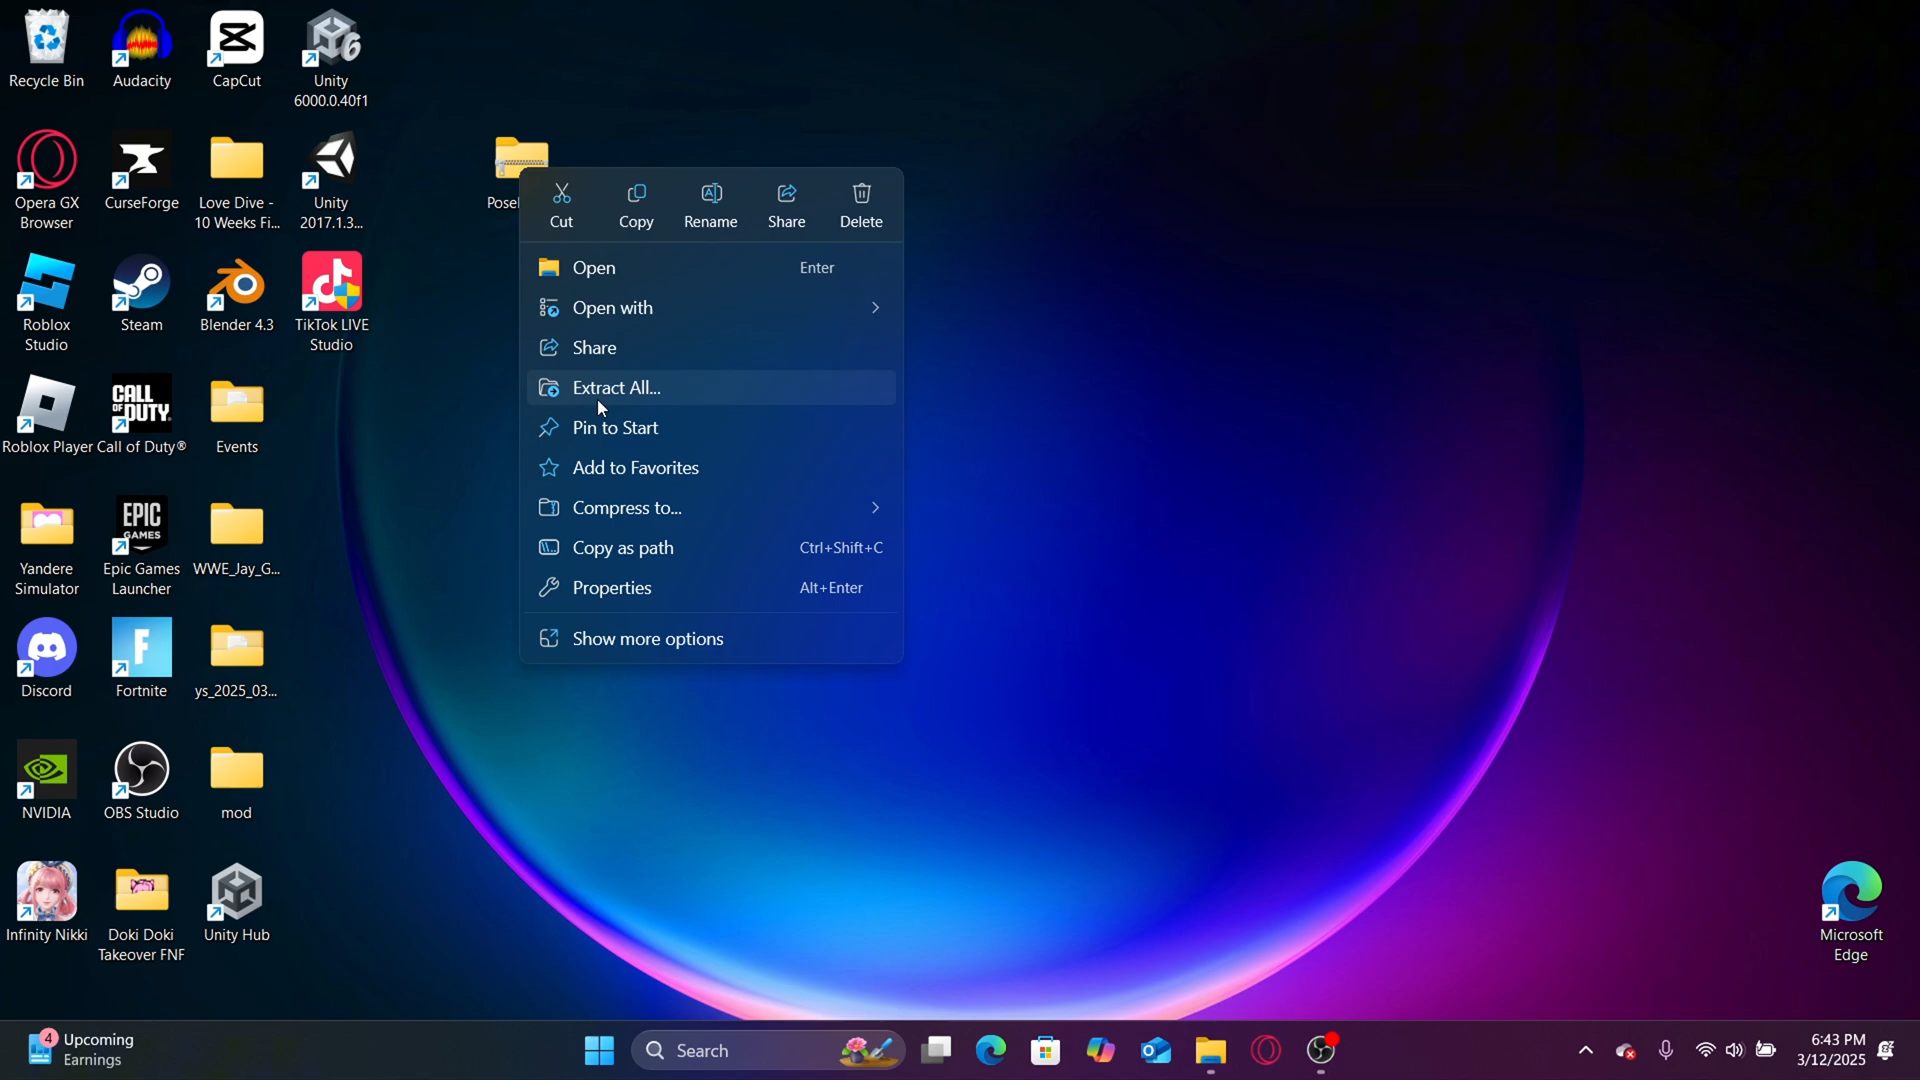 Recycle Bin
Audacity
CapCut
Unity
6000.0.40f1
Opera GX
Browser
CurseForge
Love Dive -
10 Weeks Fi...
Unity
2017.1.3...
Roblox
Studio
Steam
Blender 4.3
TikTok LIVE
Studio
Roblox Player
CALL
OF DUTY
Call of Duty®
Events
Yandere
Simulator
EPIC
GAMES
Epic Games
Launcher
WWE_Jay_G...
Discord
Fortnite
ys_2025_03...
NVIDIA
OBS Studio
mod
Infinity Nikki
Doki Doki
Takeover FNF
Unity Hub
Cut
Copy
Rename
Share
Delete
Open Enter
Open with
Share
Extract All...
Pin to Start
Add to Favorites
Compress to...
Copy as path Ctrl+Shift+C
Properties Alt+Enter
Show more options
Microsoft
Edge
4
Upcoming
Earnings
Search
6:43 PM
3/12/2025